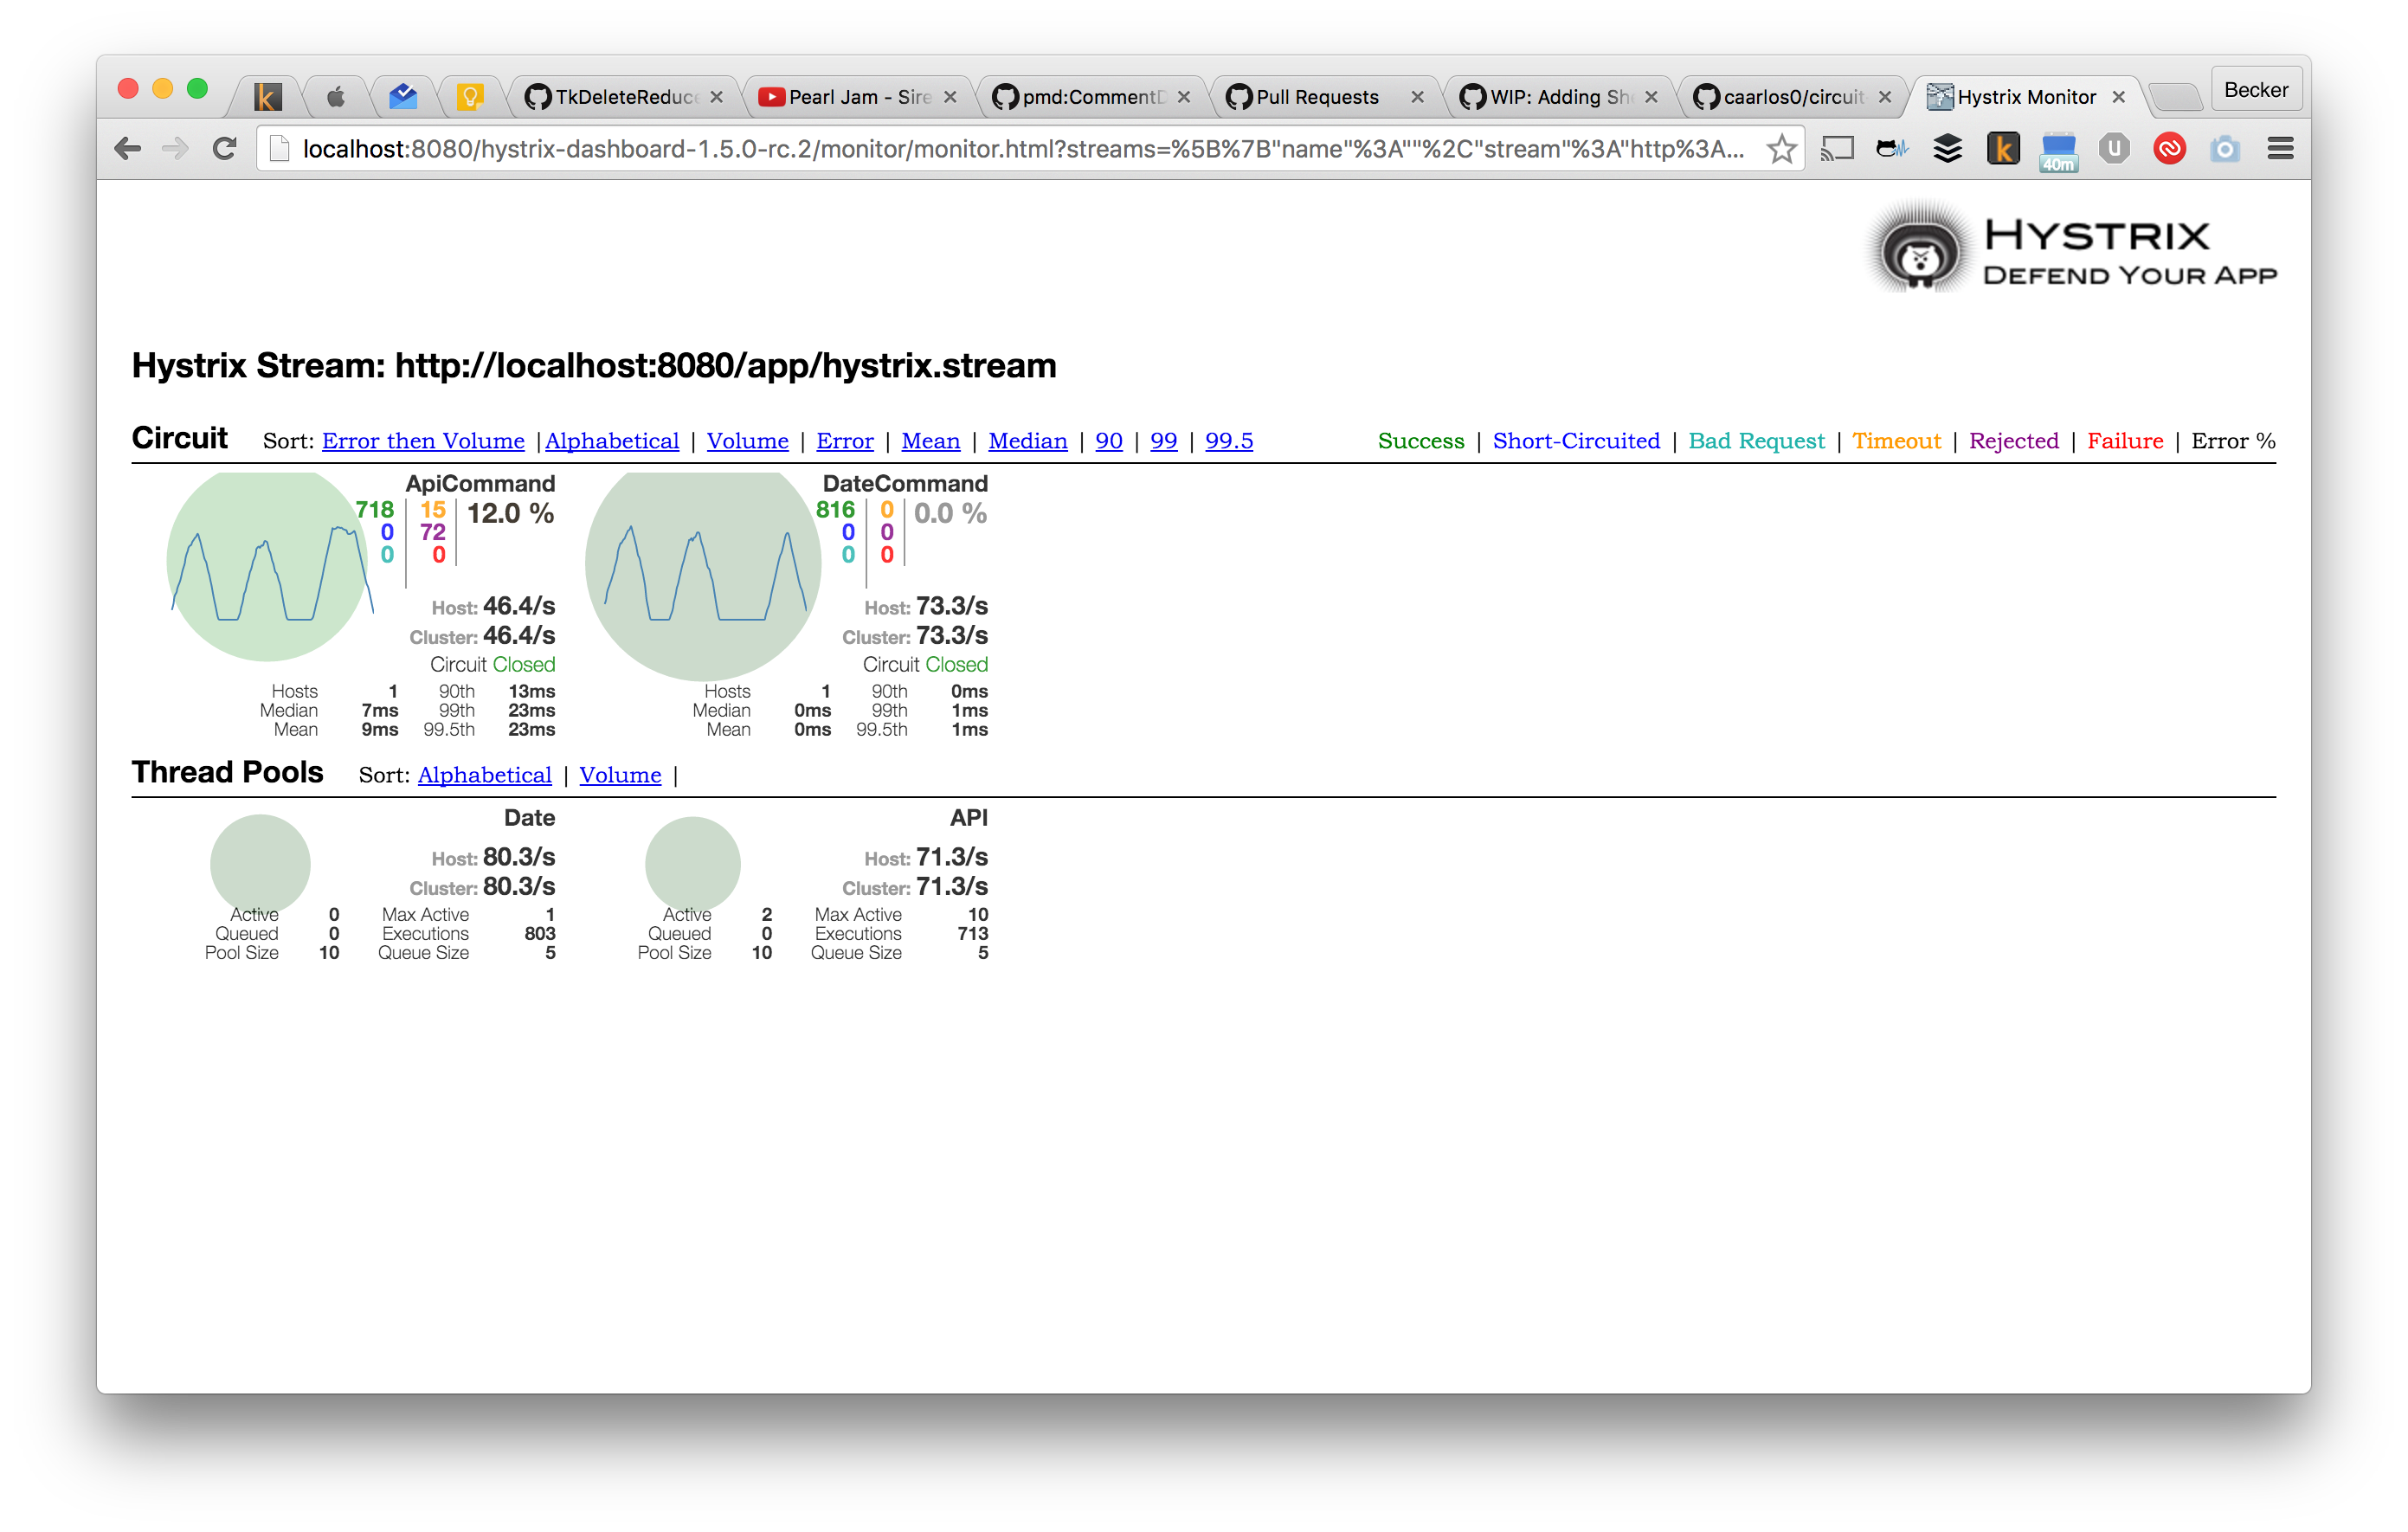 k
TkDeleteReduce
Pearl Jam - Sire
pmd:CommentD
Pull Requests
WIP: Adding She
caarlos0/circuit-
Hystrix Monitor
Becker
localhost:8080/hystrix-dashboard-1.5.0-rc.2/monitor/monitor.html?streams=%5B%7B"name"%3A""%2C"stream"%3A"http%3A...
k
40m
U
HYSTRIX
DEFEND YOUR APP
Hystrix Stream: http://localhost:8080/app/hystrix.stream
Circuit Sort: Error then Volume | Alphabetical | Volume | Error | Mean | Median | 90 | 99 | 99.5 Success | Short-Circuited | Bad Request | Timeout | Rejected | Failure | Error %
ApiCommand
718 15 12.0 %
0 72
0 0
Host: 46.4/s
Cluster: 46.4/s
Circuit Closed
Hosts 1 90th 13ms
Median 7ms 99th 23ms
Mean 9ms 99.5th 23ms
DateCommand
816 0 0.0 %
0 0
0 0
Host: 73.3/s
Cluster: 73.3/s
Circuit Closed
Hosts 1 90th 0ms
Median 0ms 99th 1ms
Mean 0ms 99.5th 1ms
Thread Pools Sort: Alphabetical | Volume |
Date
Host: 80.3/s
Cluster: 80.3/s
Active 0 Max Active 1
Queued 0 Executions 803
Pool Size 10 Queue Size 5
API
Host: 71.3/s
Cluster: 71.3/s
Active 2 Max Active 10
Queued 0 Executions 713
Pool Size 10 Queue Size 5